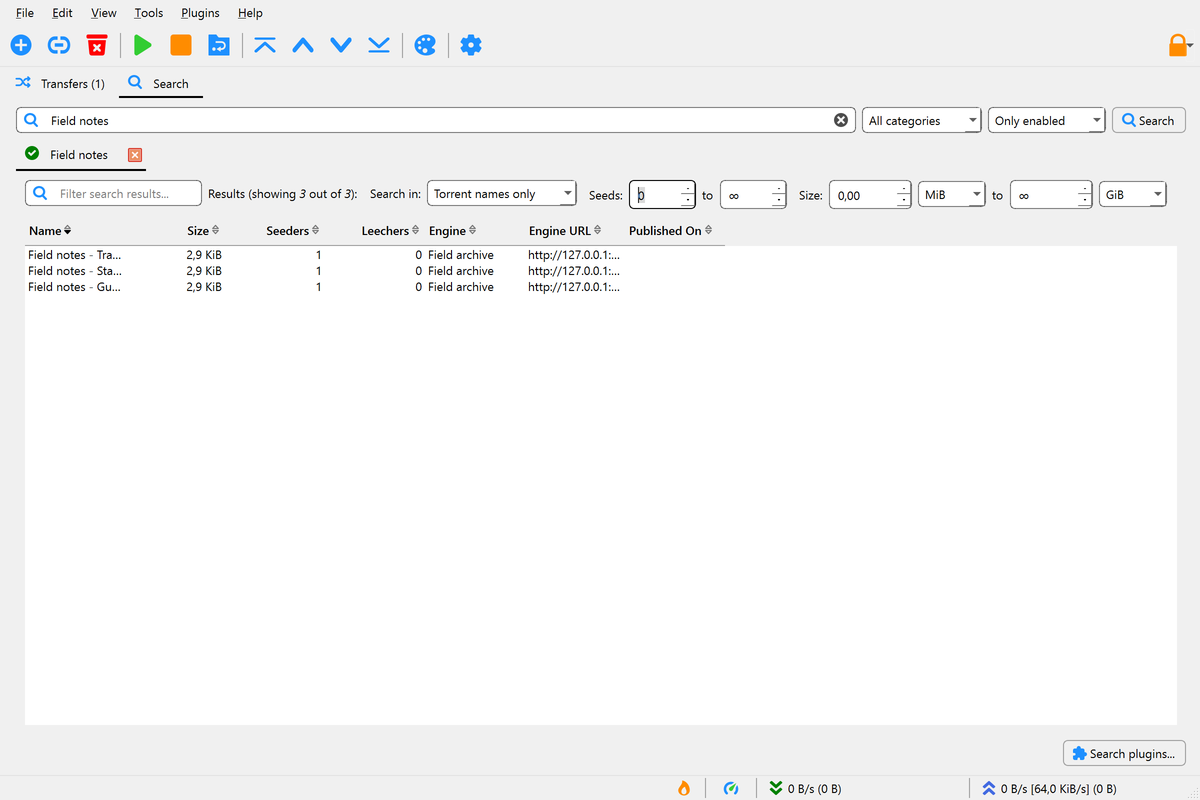 File Edit View Tools Plugins Help
Transfers (1) Search
Field notes All categories Only enabled Search
Field notes
Filter search results... Results (showing 3 out of 3): Search in: Torrent names only Seeds: 0 to ∞ Size: 0,00 MiB to ∞ GiB
Name Size Seeders Leechers Engine Engine URL Published On
Field notes - Tra... 2,9 KiB 1 0 Field archive http://127.0.0.1:...
Field notes - Sta... 2,9 KiB 1 0 Field archive http://127.0.0.1:...
Field notes - Gu... 2,9 KiB 1 0 Field archive http://127.0.0.1:...
Search plugins...
0 B/s (0 B) 0 B/s [64,0 KiB/s] (0 B)